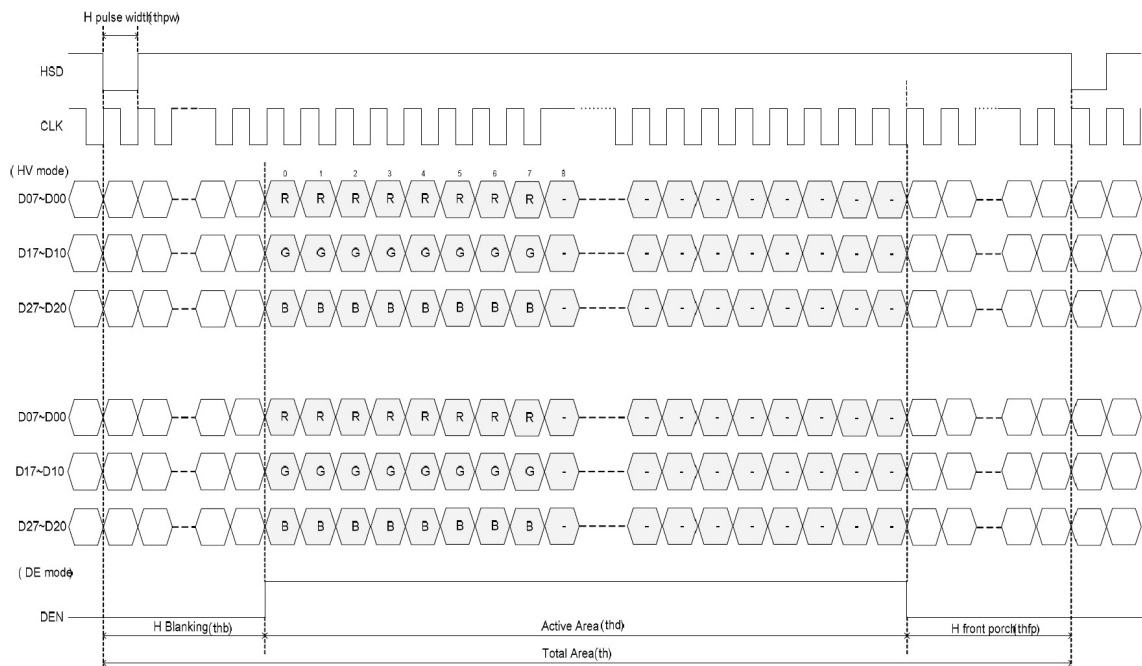 H pulse width(thpw)
HSD
CLK
( HV mode)
0 1 2 3 4 5 6 7 8
D07~D00 R R R R R R R R - - - - - - - - -
D17~D10 G G G G G G G G - - - - - - - - -
D27~D20 B B B B B B B B - - - - - - - - -
D07~D00 R R R R R R R R - - - - - - - - -
D17~D10 G G G G G G G G - - - - - - - - -
D27~D20 B B B B B B B B - - - - - - - - -
( DE mode)
DEN
H Blanking(thb) Active Area(thd) H front porch(thfp)
Total Area(th)